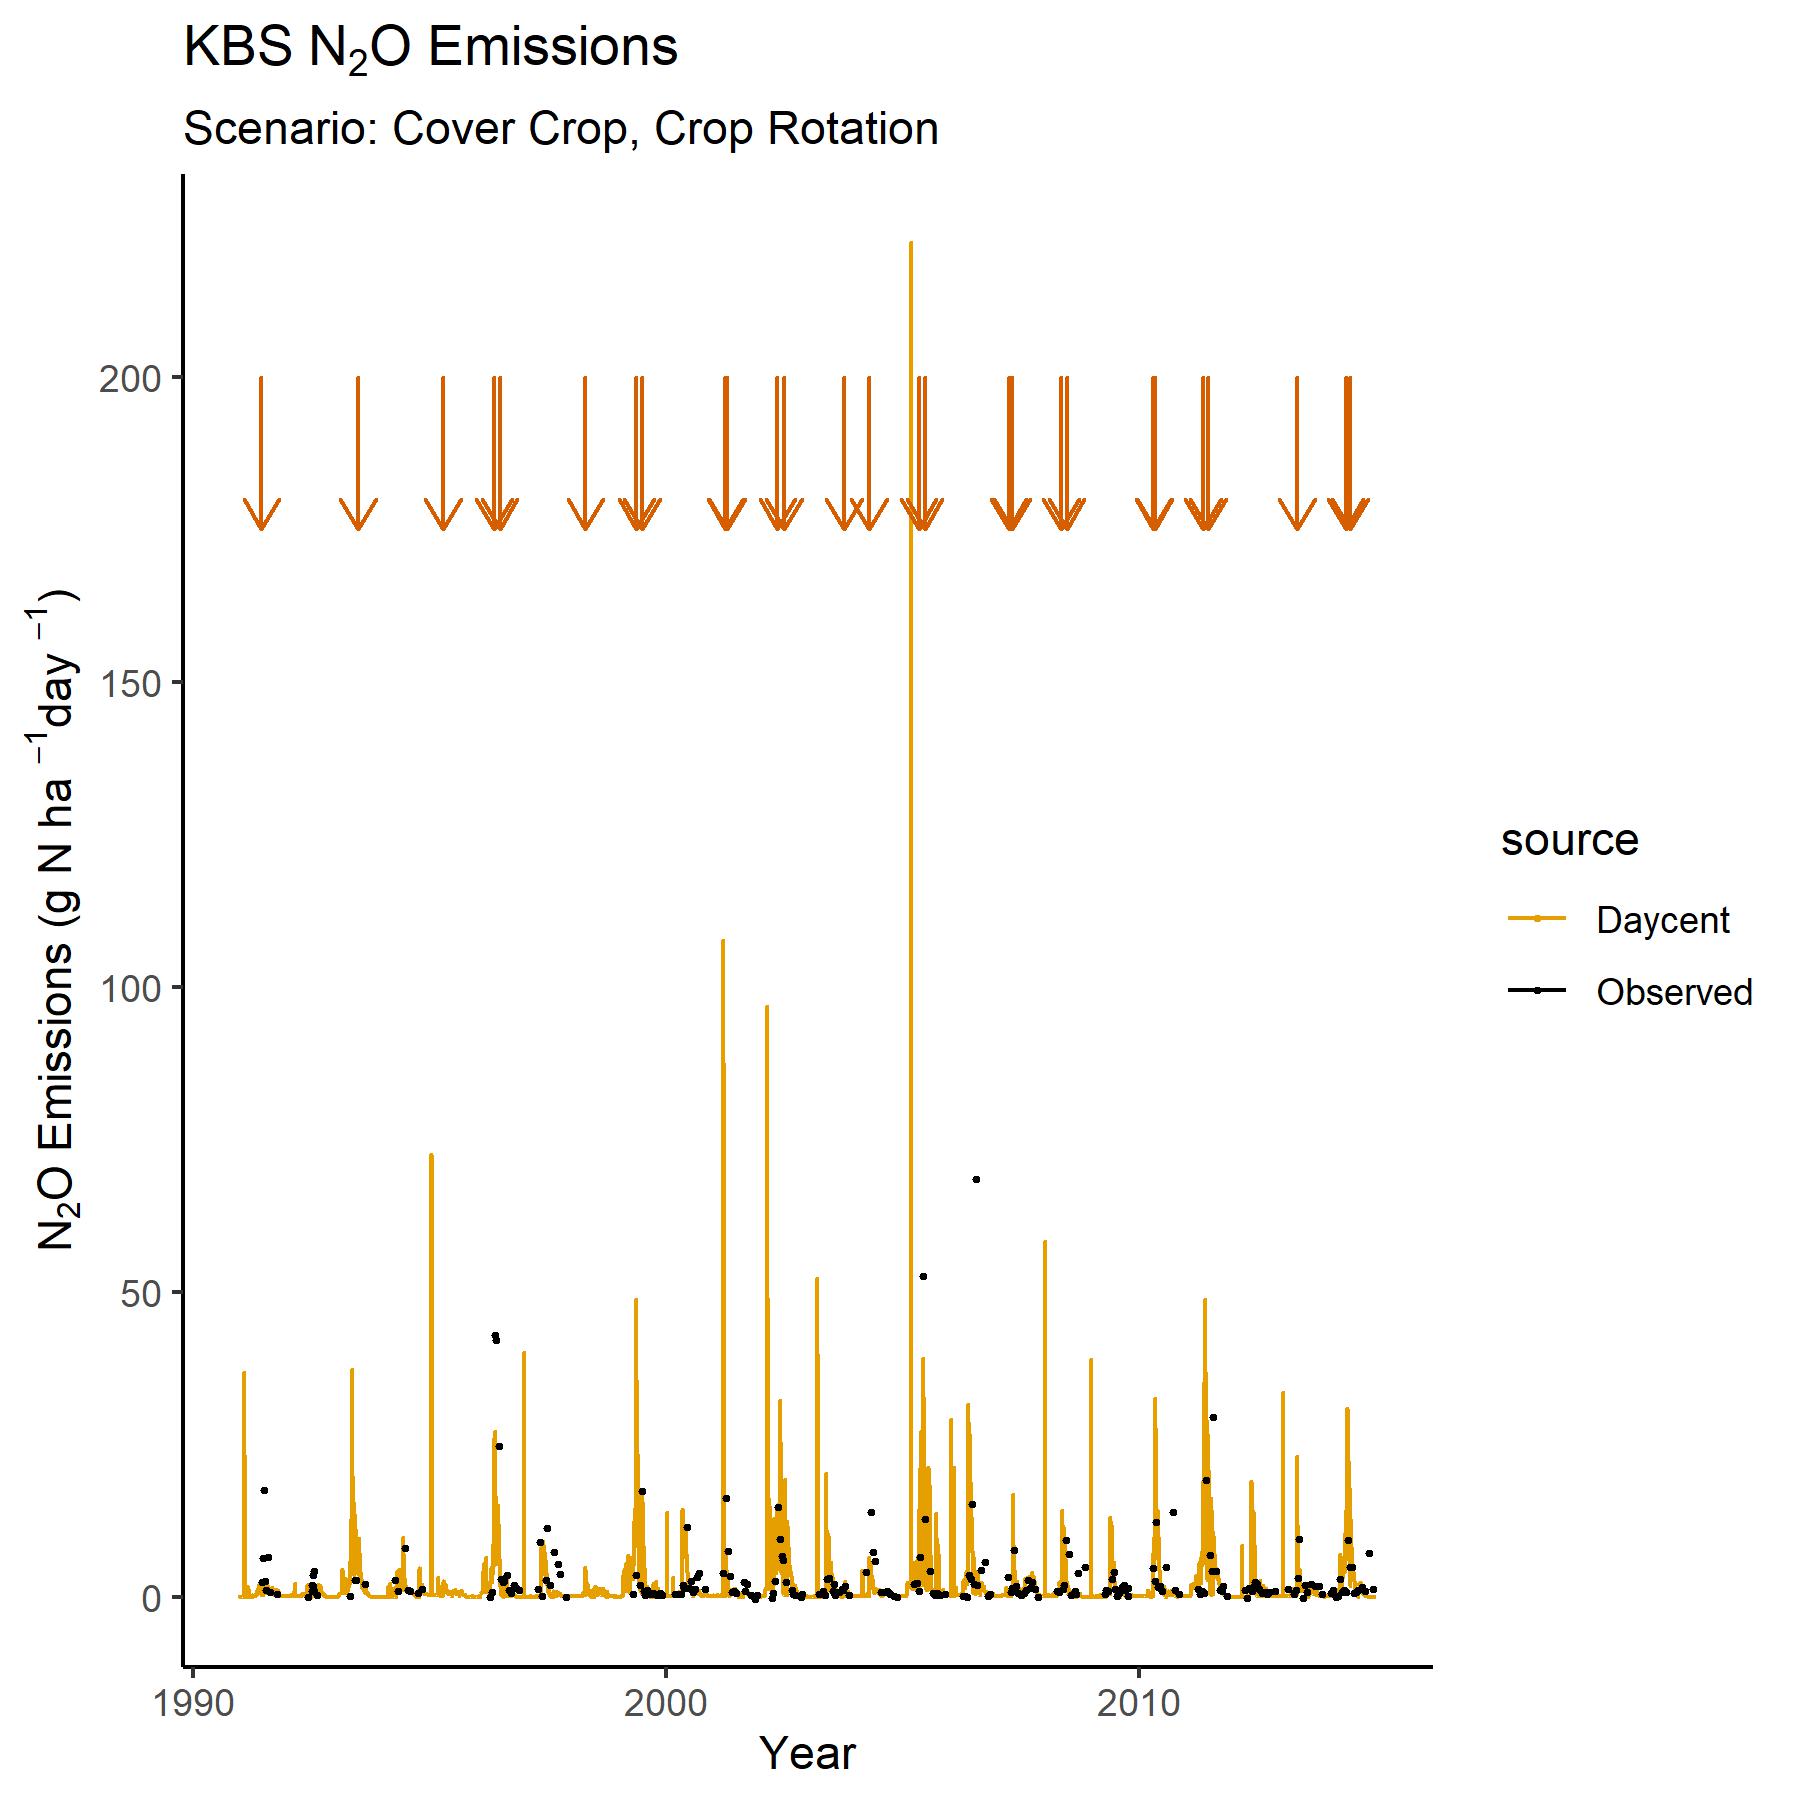 KBS N₂O Emissions
Scenario: Cover Crop, Crop Rotation
N₂O Emissions (g N ha ⁻¹day ⁻¹)
200
150
100
50
0
1990
2000
2010
Year
source
Daycent
Observed